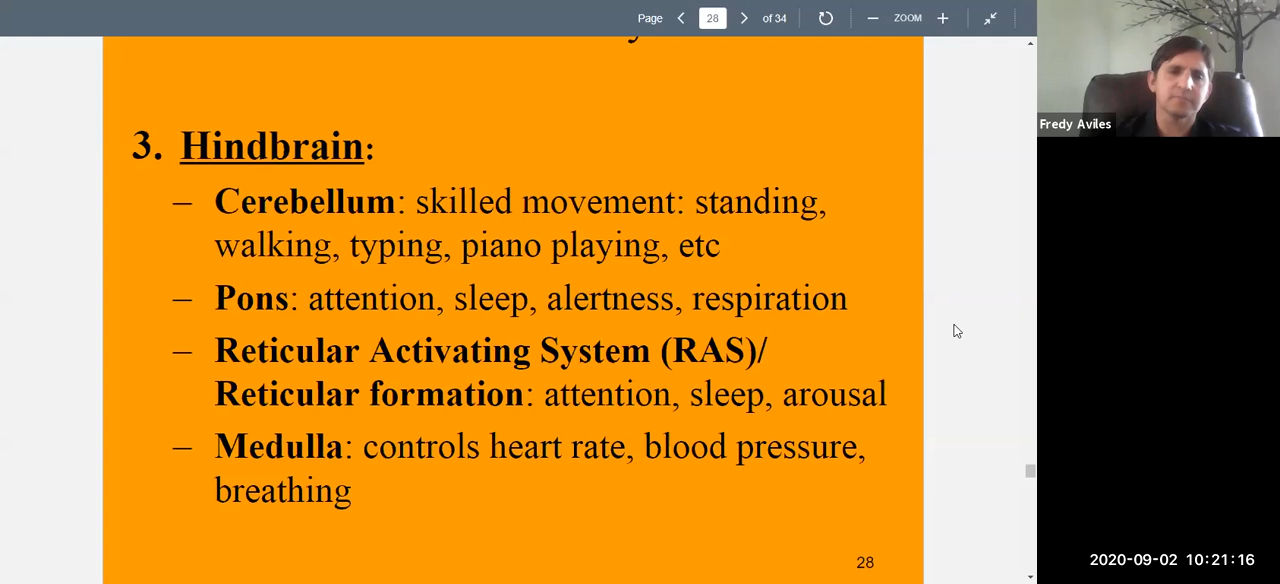 Page 28 of 34 ZOOM
3. Hindbrain:
– Cerebellum: skilled movement: standing,
walking, typing, piano playing, etc
– Pons: attention, sleep, alertness, respiration
– Reticular Activating System (RAS)/
Reticular formation: attention, sleep, arousal
– Medulla: controls heart rate, blood pressure,
breathing
28
Fredy Aviles
2020-09-02 10:21:16